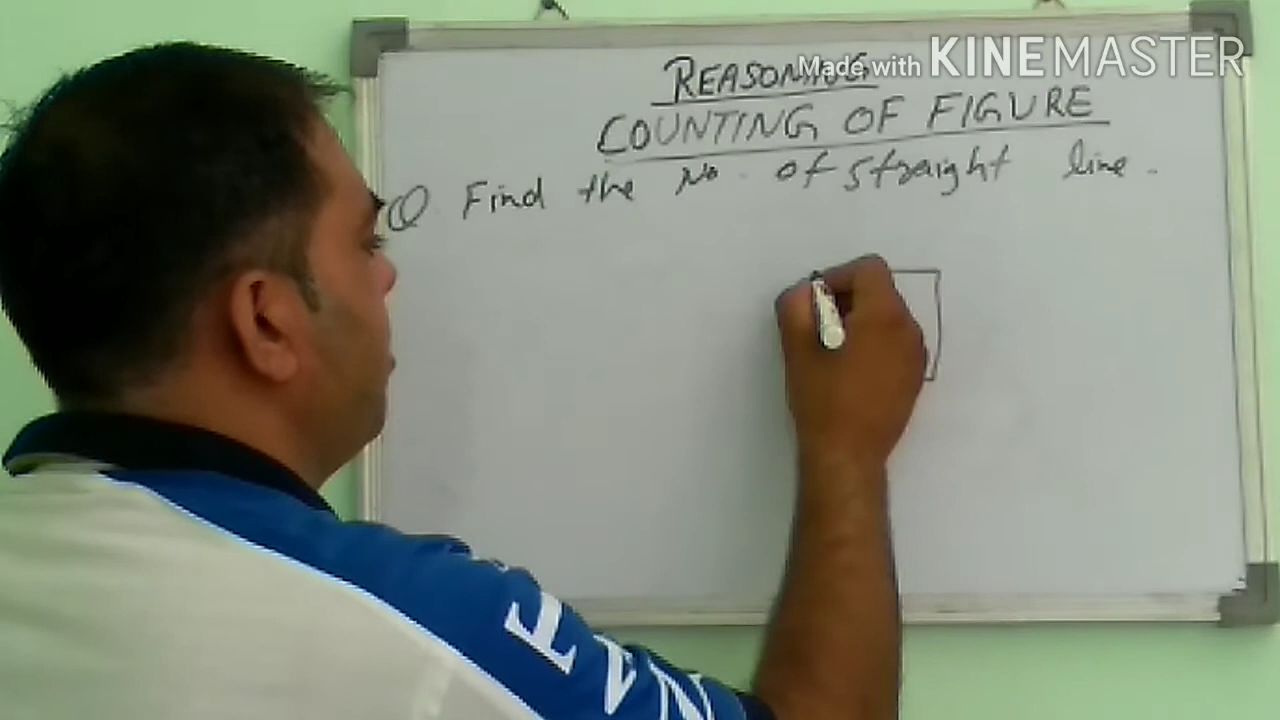 REASONING
Made with KINEMASTER
COUNTING OF FIGURE
Q Find the No. of straight line.